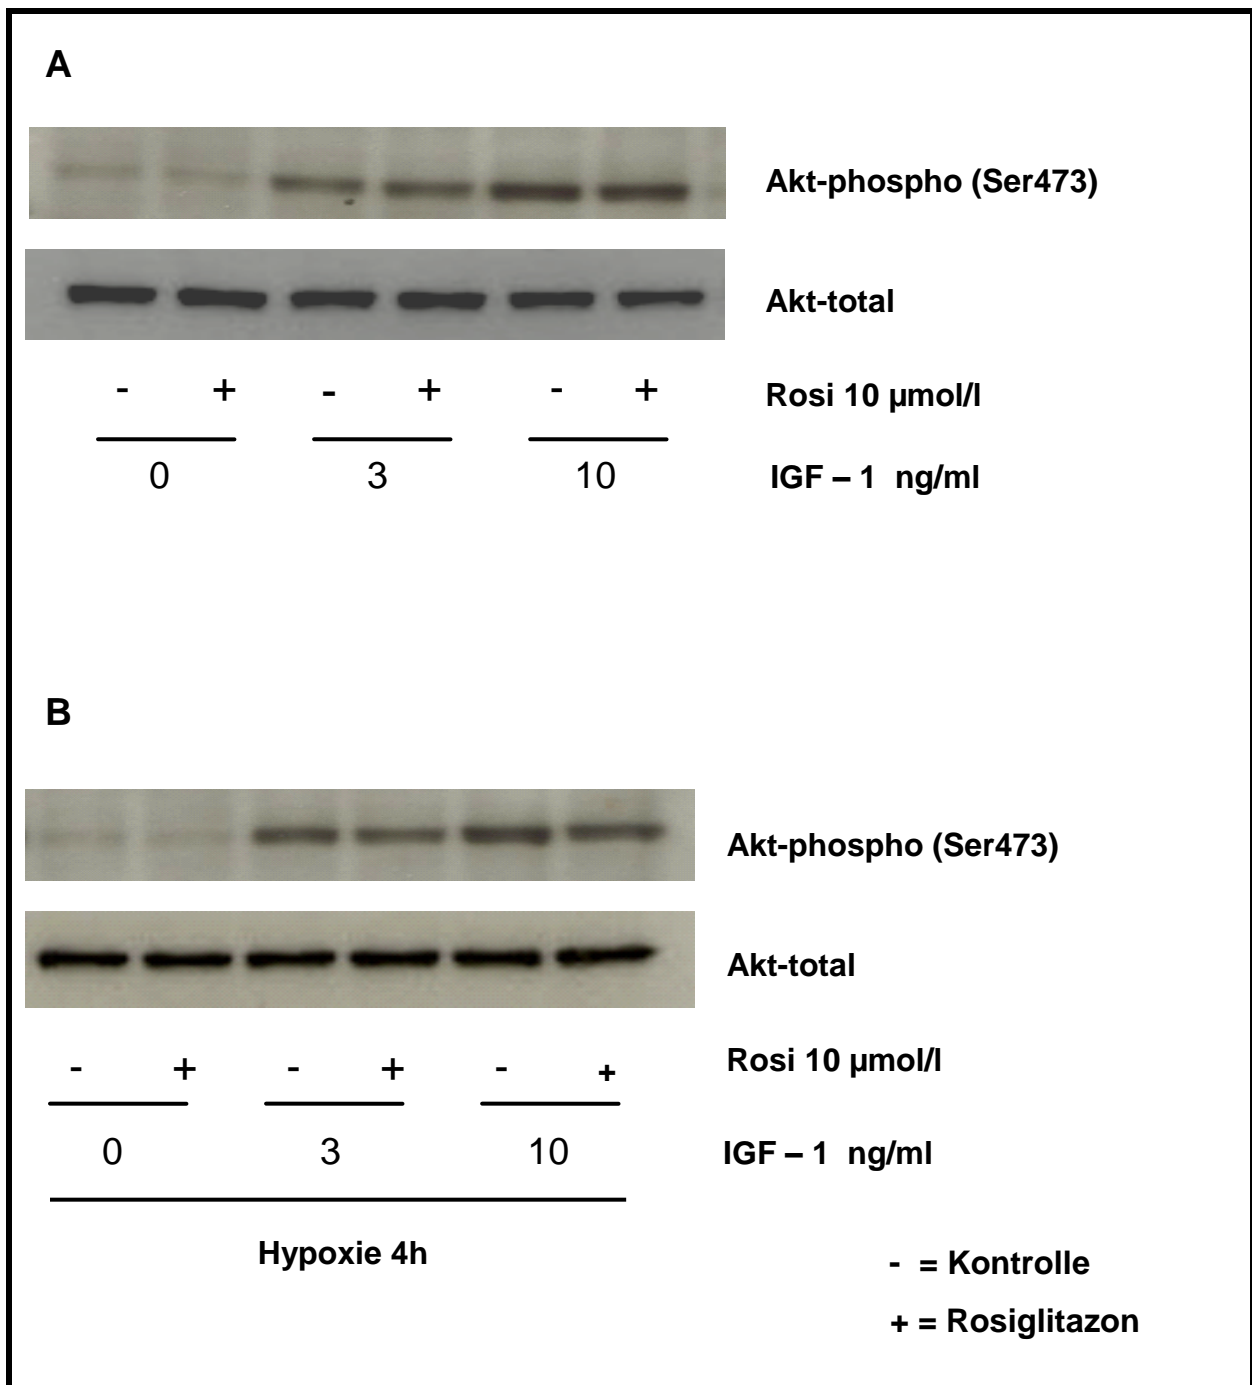 A
Akt-phospho (Ser473)
Akt-total
- + - + - + Rosi 10 µmol/l
0 3 10 IGF – 1 ng/ml
B
Akt-phospho (Ser473)
Akt-total
- + - + - + Rosi 10 µmol/l
0 3 10 IGF – 1 ng/ml
Hypoxie 4h
- = Kontrolle
+ = Rosiglitazon